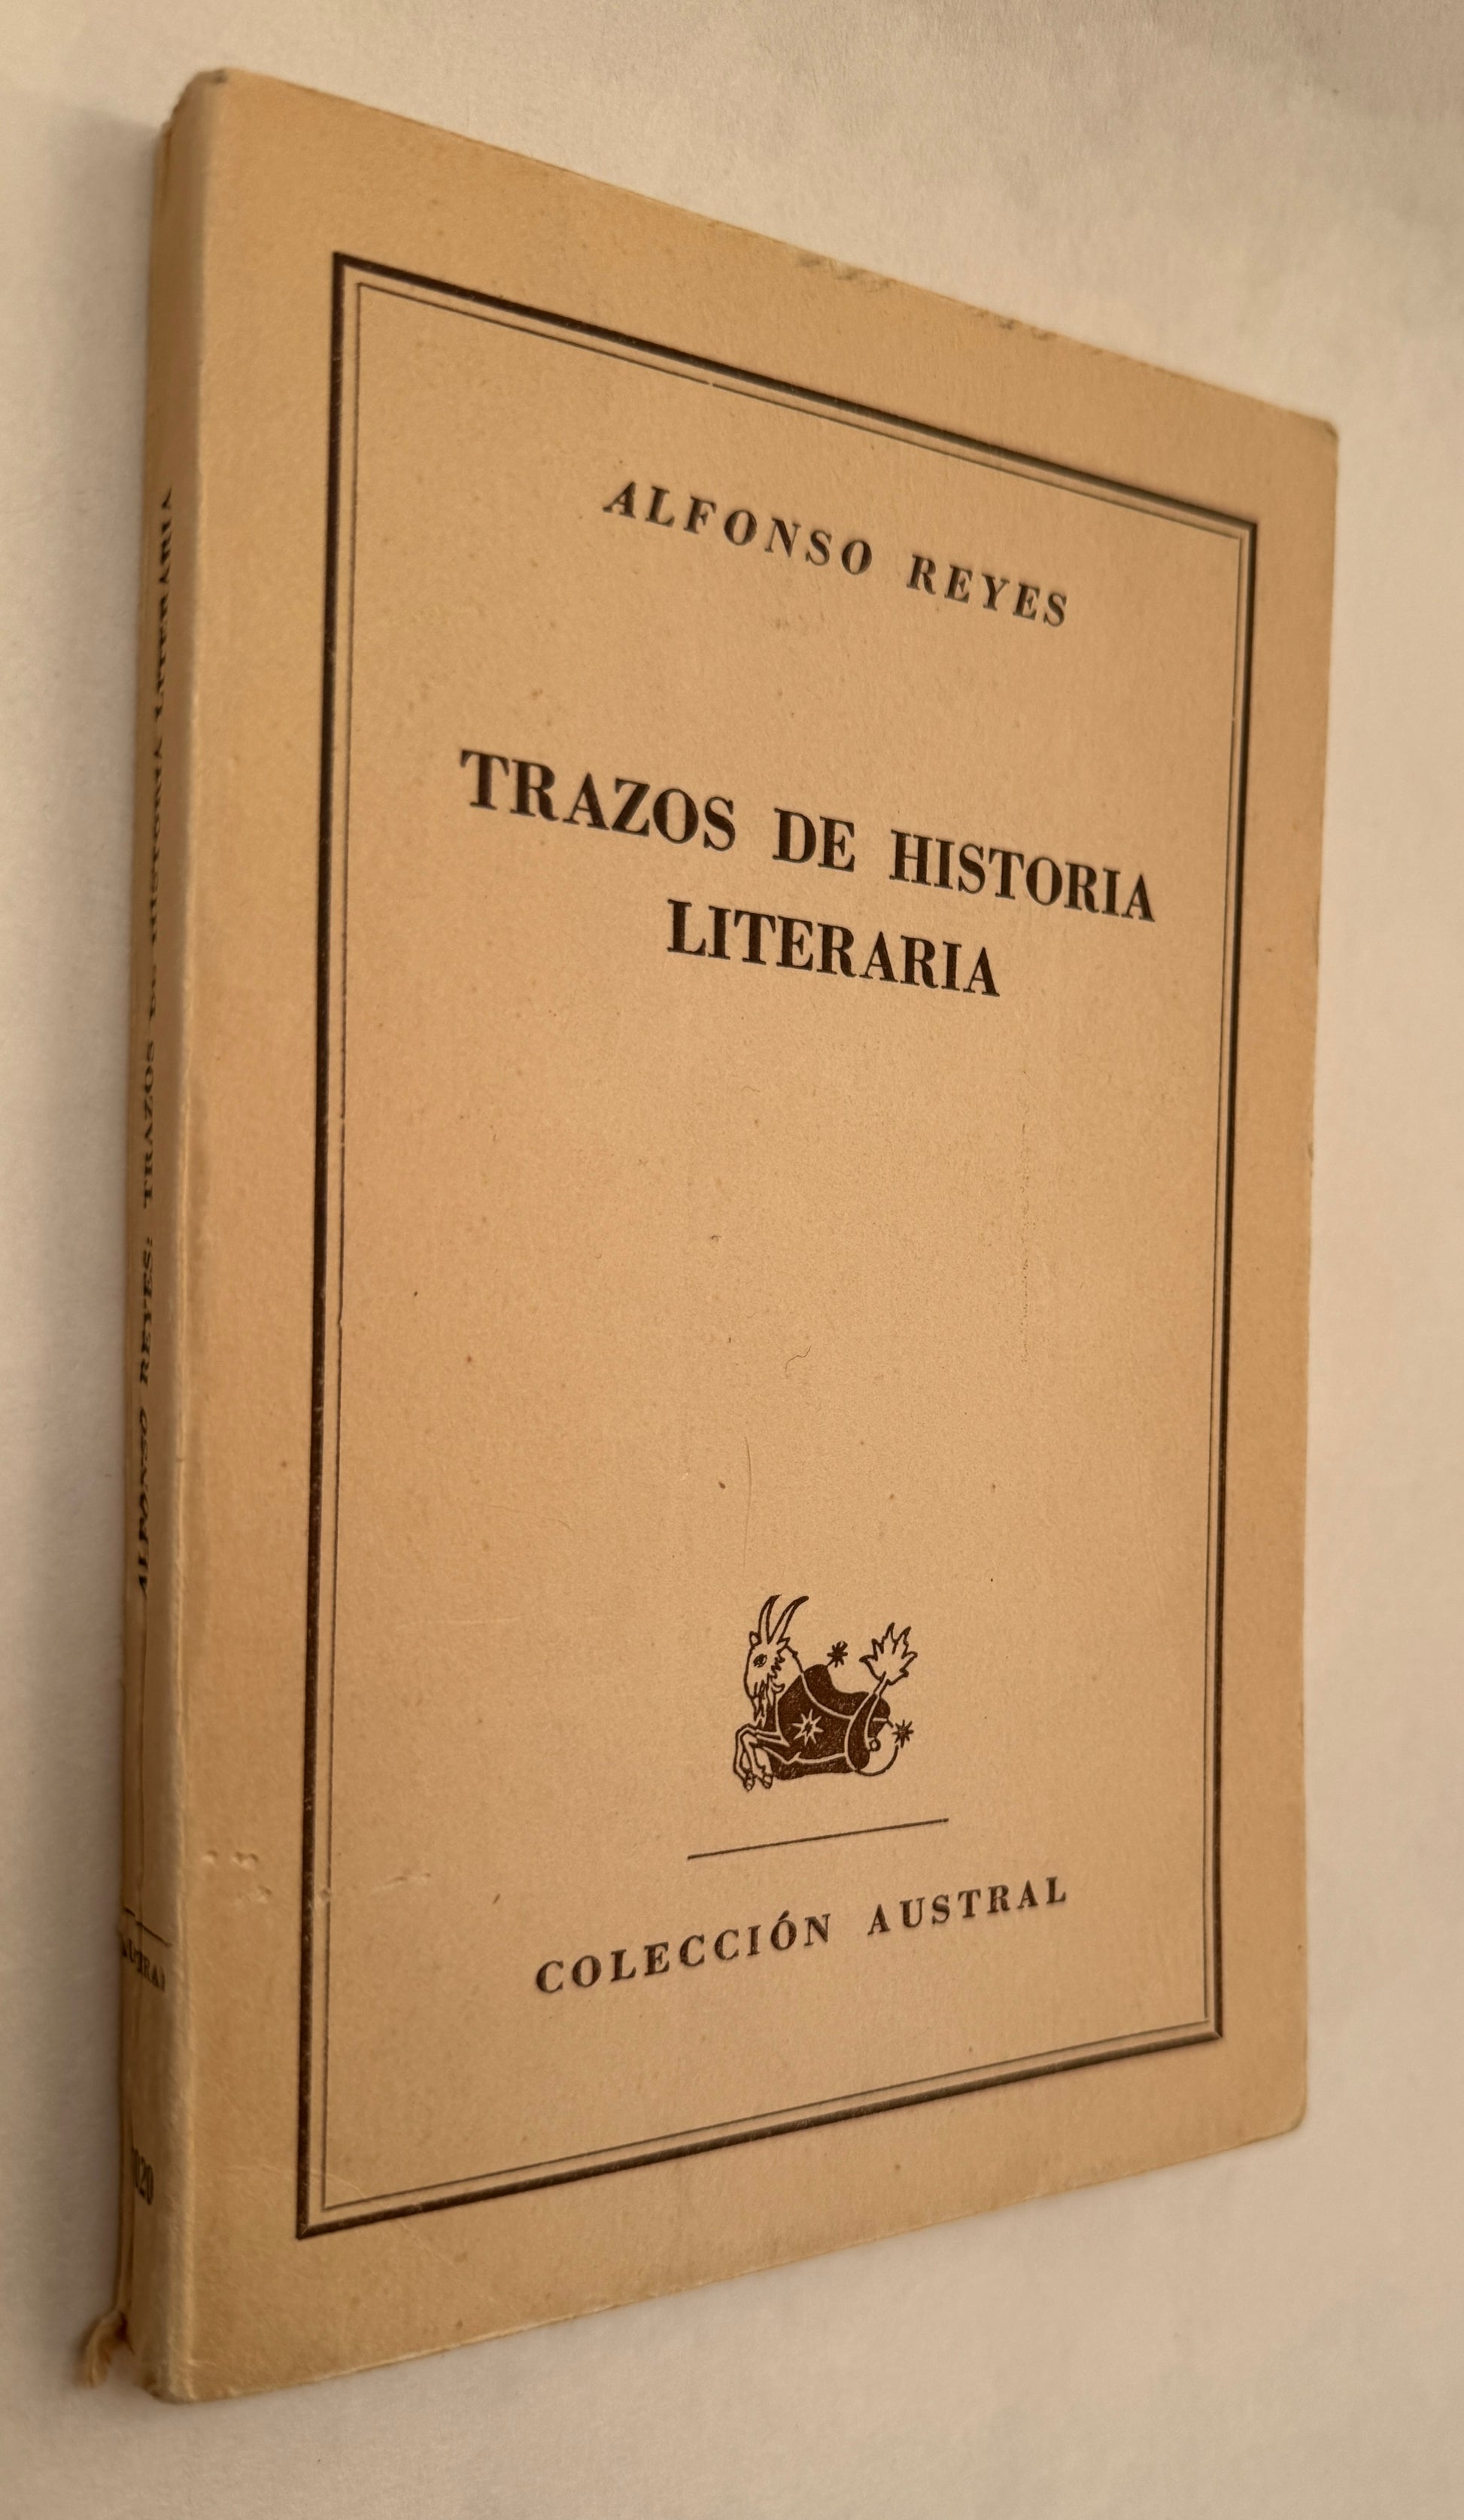 ALFONSO REYES
TRAZOS DE HISTORIA
LITERARIA
COLECCIÓN AUSTRAL
ALFONSO REYES: TRAZOS DE HISTORIA LITERARIA